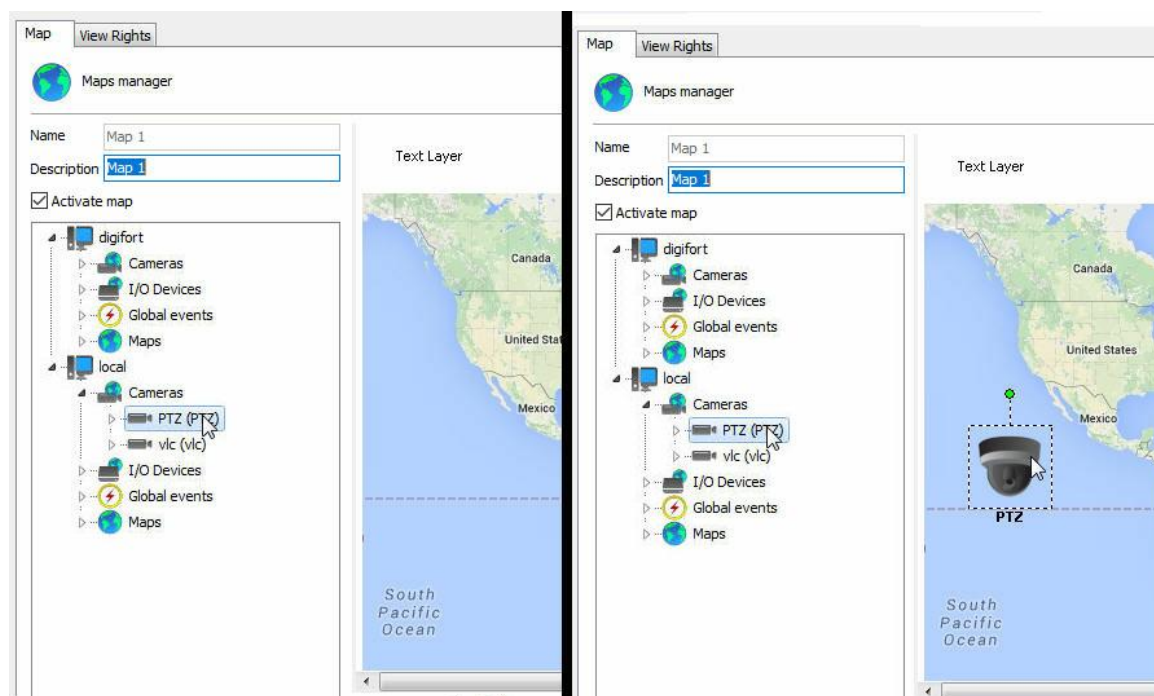 Map
View Rights
Maps manager
Name
Map 1
Description
Map 1
Activate map
digifort
Cameras
I/O Devices
Global events
Maps
local
Cameras
PTZ (PTZ)
vlc (vlc)
I/O Devices
Global events
Maps
Text Layer
Canada
United Stat
Mexico
South
Pacific
Ocean
Map
View Rights
Maps manager
Name
Map 1
Description
Map 1
Activate map
digifort
Cameras
I/O Devices
Global events
Maps
local
Cameras
PTZ (PTZ)
vlc (vlc)
I/O Devices
Global events
Maps
Text Layer
Canada
United States
Mexico
PTZ
South
Pacific
Ocean